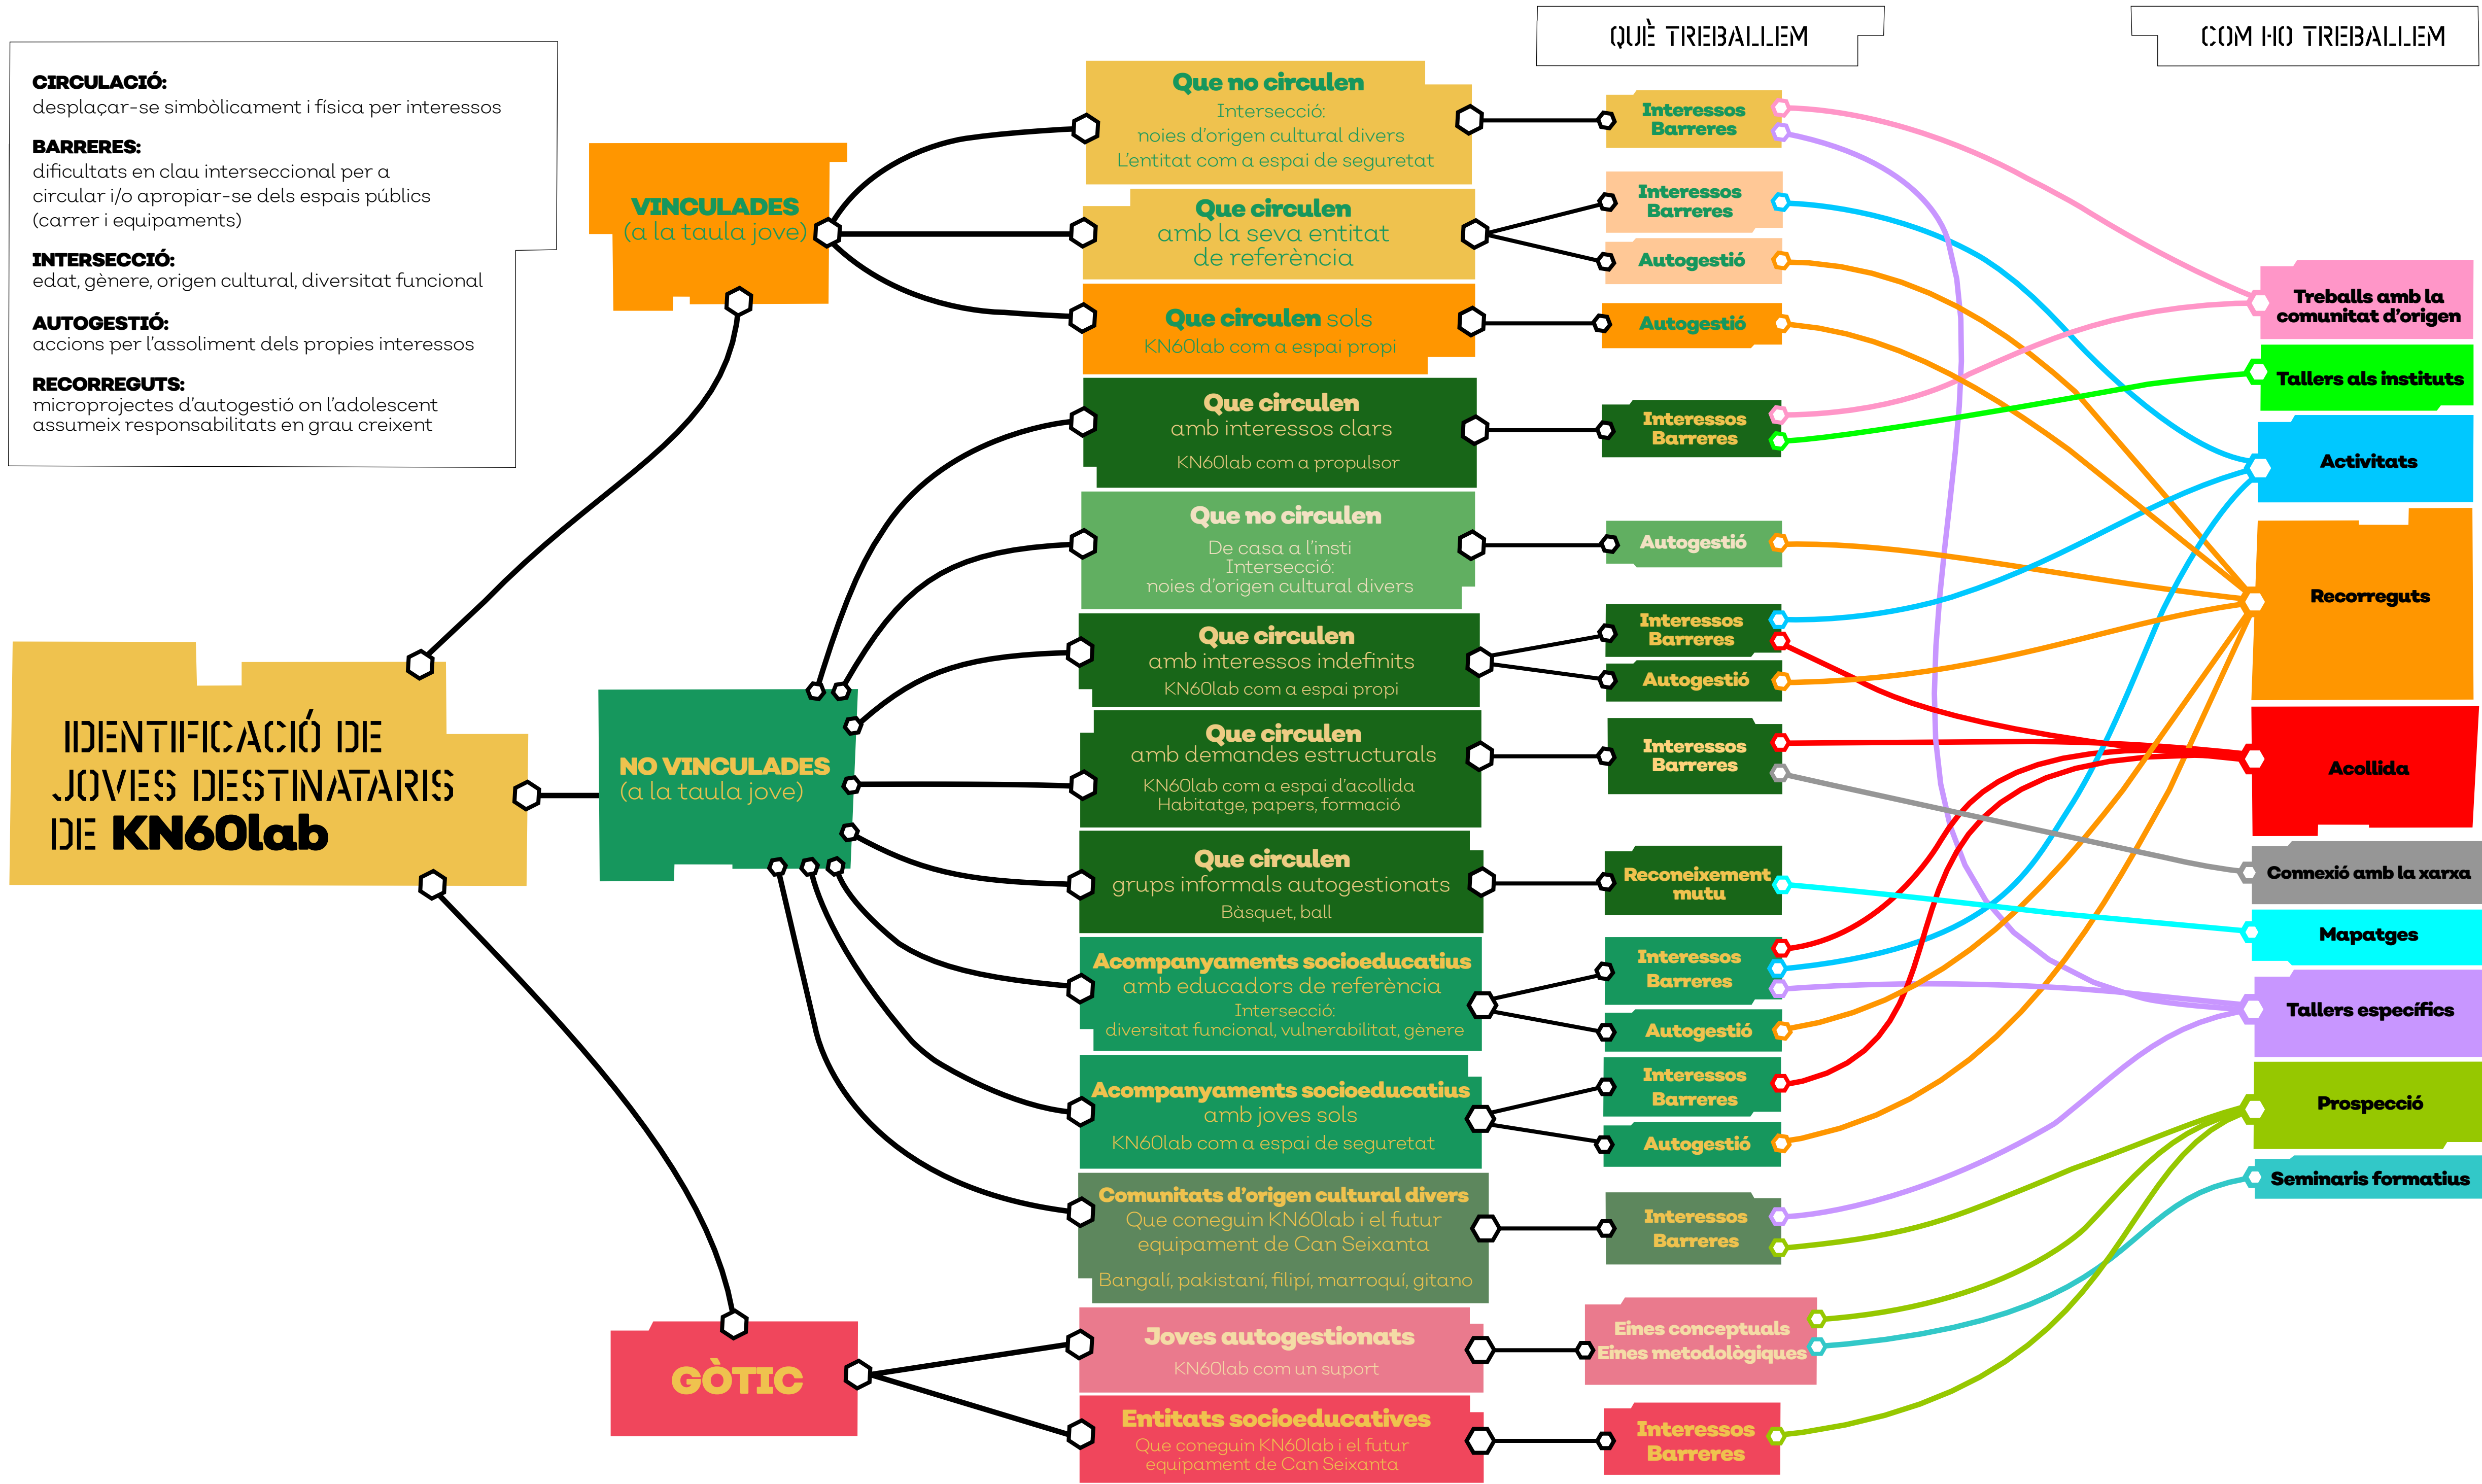 CIRCULACIÓ:
desplaçar-se simbòlicament i física per interessos
BARRERES:
dificultats en clau interseccional per a
circular i/o apropiar-se dels espais públics
(carrer i equipaments)
INTERSECCIÓ:
edat, gènere, origen cultural, diversitat funcional
AUTOGESTIÓ:
accions per l'assoliment dels propies interessos
RECORREGUTS:
microprojectes d'autogestió on l'adolescent
assumeix responsabilitats en grau creixent
IDENTIFICACIÓ DE
JOVES DESTINATARIS
DE KN60lab
VINCULADES
(a la taula jove)
NO VINCULADES
(a la taula jove)
GÒTIC
Que no circulen
Intersecció:
noies d'origen cultural divers
L'entitat com a espai de seguretat
Que circulen
amb la seva entitat
de referència
Que circulen sols
KN60lab com a espai propi
Que circulen
amb interessos clars
KN60lab com a propulsor
Que no circulen
De casa a l'insti
Intersecció:
noies d'origen cultural divers
Que circulen
amb interessos indefinits
KN60lab com a espai propi
Que circulen
amb demandes estructurals
KN60lab com a espai d'acollida
Habitatge, papers, formació
Que circulen
grups informals autogestionats
Bàsquet, ball
Acompanyaments socioeducatius
amb educadors de referència
Intersecció:
diversitat funcional, vulnerabilitat, gènere
Acompanyaments socioeducatius
amb joves sols
KN60lab com a espai de seguretat
Comunitats d'origen cultural divers
Que coneguin KN60lab i el futur
equipament de Can Seixanta
Bangalí, pakistaní, filipí, marroquí, gitano
Joves autogestionats
KN60lab com un suport
Entitats socioeducatives
Que coneguin KN60lab i el futur
equipament de Can Seixanta
QUÈ TREBALLEM
Interessos
Barreres
Interessos
Barreres
Autogestió
Autogestió
Interessos
Barreres
Autogestió
Interessos
Barreres
Autogestió
Interessos
Barreres
Reconeixement
mutu
Interessos
Barreres
Autogestió
Interessos
Barreres
Autogestió
Interessos
Barreres
Eines conceptuals
Eines metodològiques
Interessos
Barreres
COM HO TREBALLEM
Treballs amb la
comunitat d'origen
Tallers als instituts
Activitats
Recorreguts
Acollida
Connexió amb la xarxa
Mapatges
Tallers específics
Prospecció
Seminaris formatius